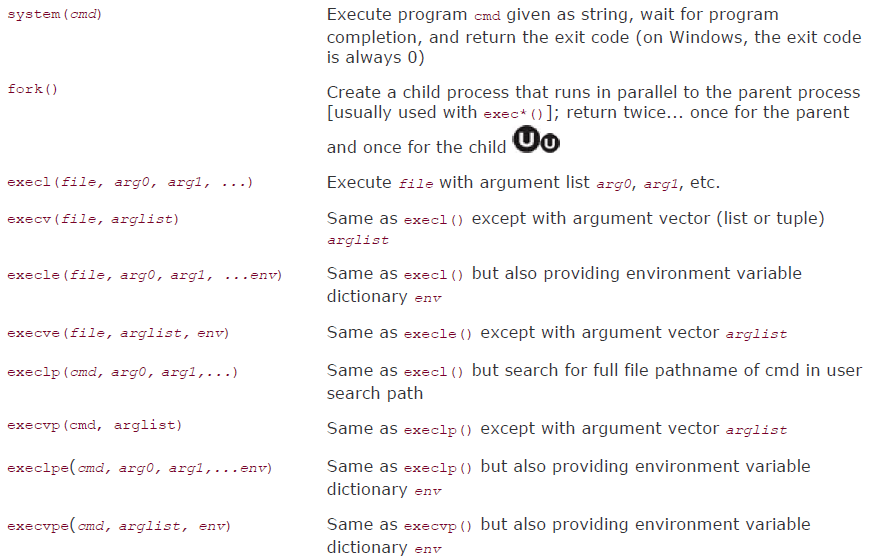 system(cmd) Execute program cmd given as string, wait for program
completion, and return the exit code (on Windows, the exit code
is always 0)
fork() Create a child process that runs in parallel to the parent process
[usually used with exec*()]; return twice... once for the parent
and once for the child U U
execl(file, arg0, arg1, ...) Execute file with argument list arg0, arg1, etc.
execv(file, arglist) Same as execl() except with argument vector (list or tuple)
arglist
execle(file, arg0, arg1, ...env) Same as execl() but also providing environment variable
dictionary env
execve(file, arglist, env) Same as execle() except with argument vector arglist
execlp(cmd, arg0, arg1,...) Same as execl() but search for full file pathname of cmd in user
search path
execvp(cmd, arglist) Same as execlp() except with argument vector arglist
execlpe(cmd, arg0, arg1,...env) Same as execlp() but also providing environment variable
dictionary env
execvpe(cmd, arglist, env) Same as execvp() but also providing environment variable
dictionary env